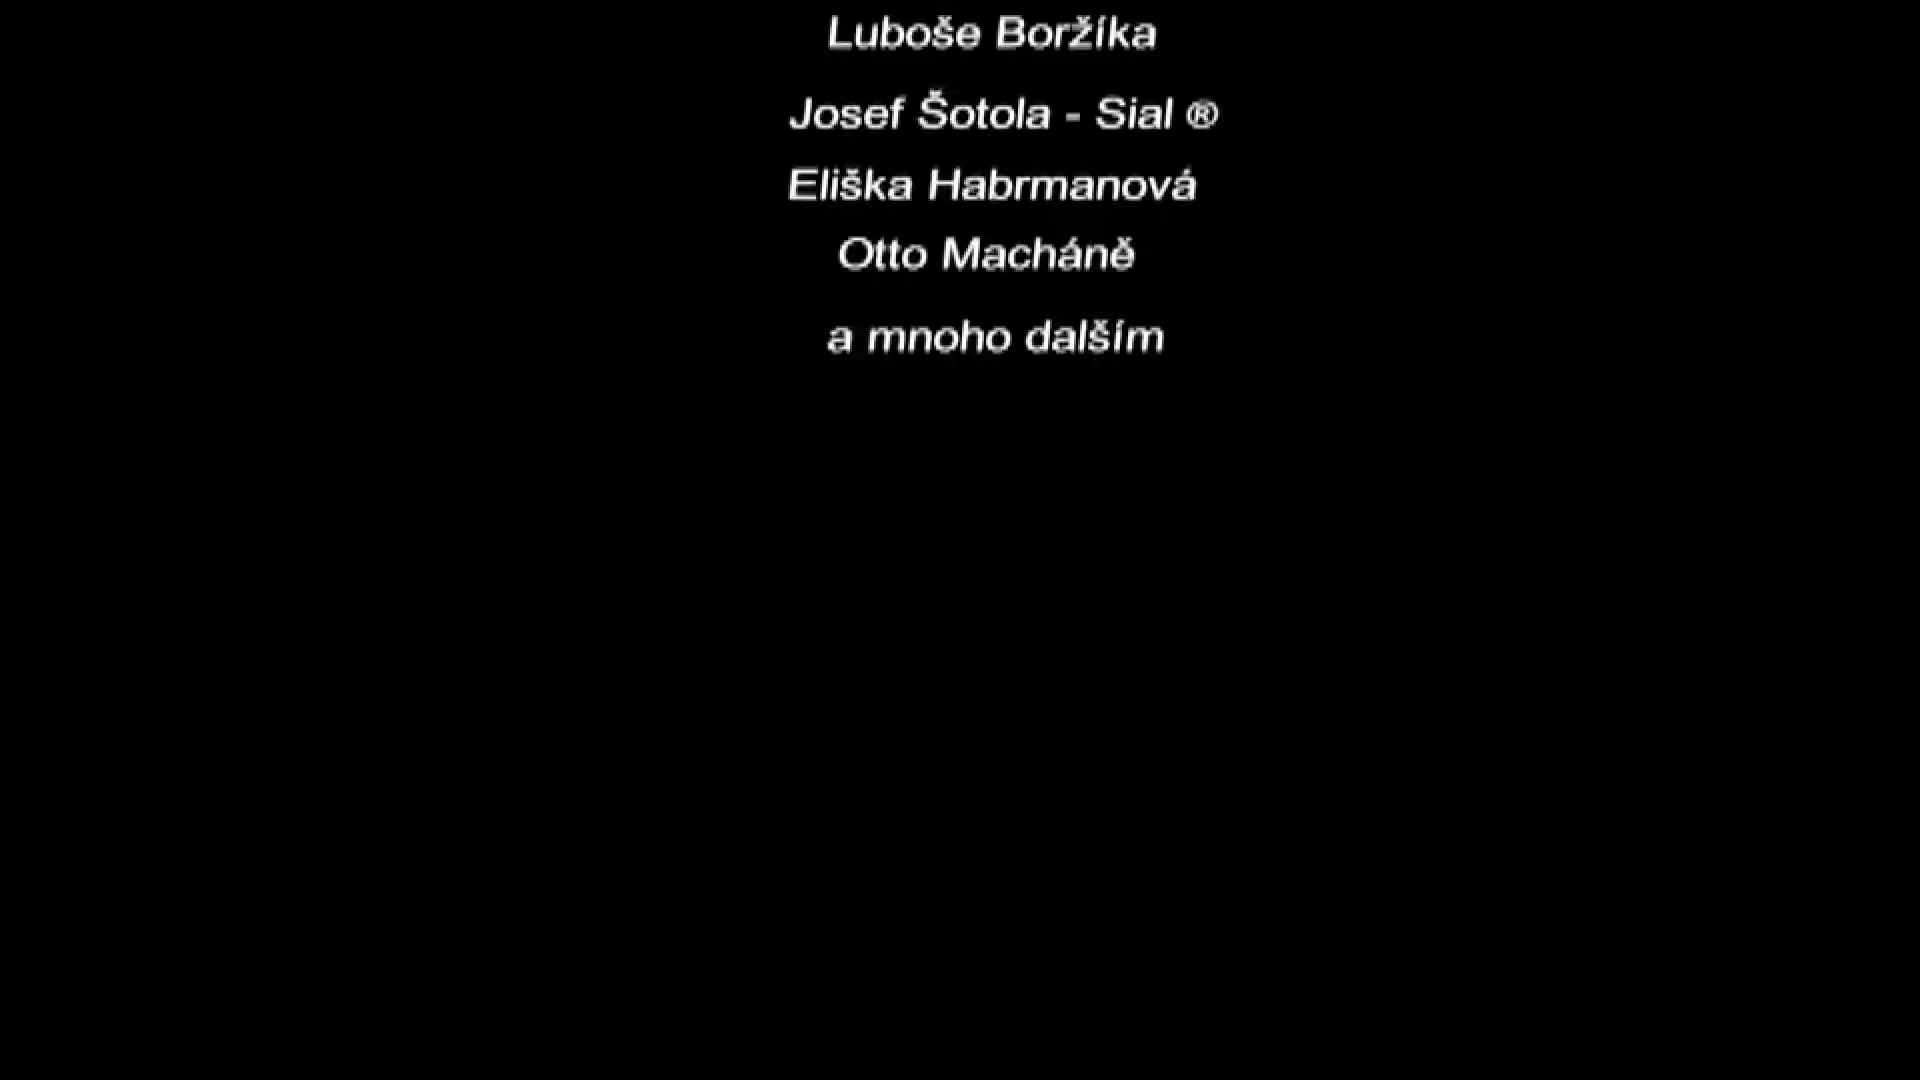 Luboše Boržíka
Josef Šotola - Sial ®
Eliška Habrmanová
Otto Macháně
a mnoho dalším